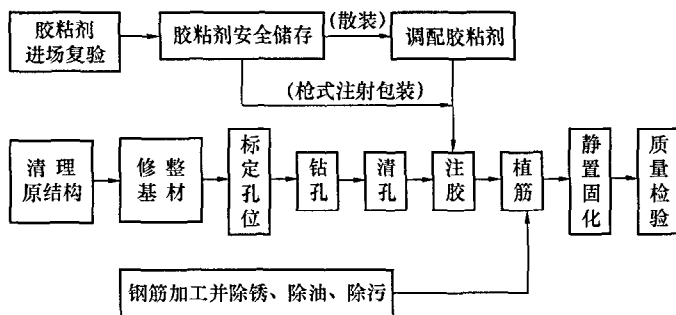 胶粘剂
进场复验
胶粘剂安全储存
(散装)
调配胶粘剂
(枪式注射包装)
清理
原结构
修整
基材
标定孔位
钻孔
清孔
注胶
植筋
静置固化
质量检验
钢筋加工并除锈、除油、除污